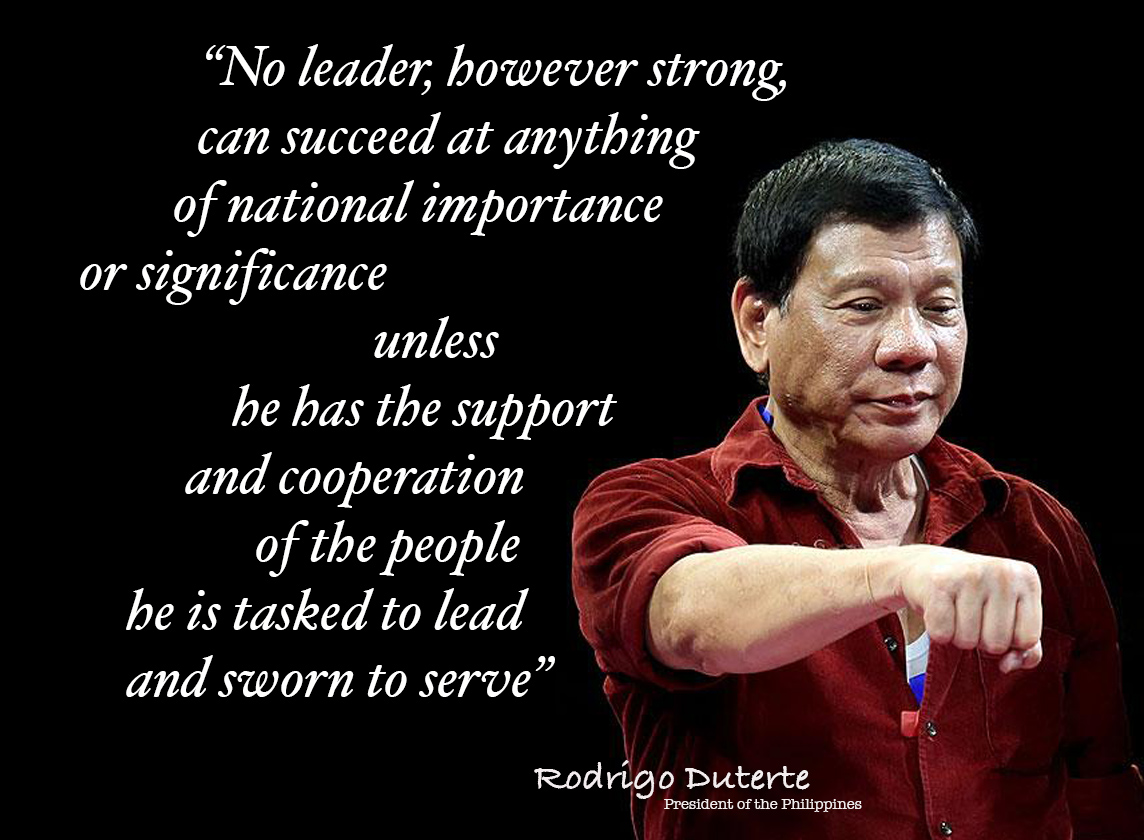 “No leader, however strong,
can succeed at anything
of national importance
or significance
unless
he has the support
and cooperation
of the people
he is tasked to lead
and sworn to serve”
Rodrigo Duterte
President of the Philippines